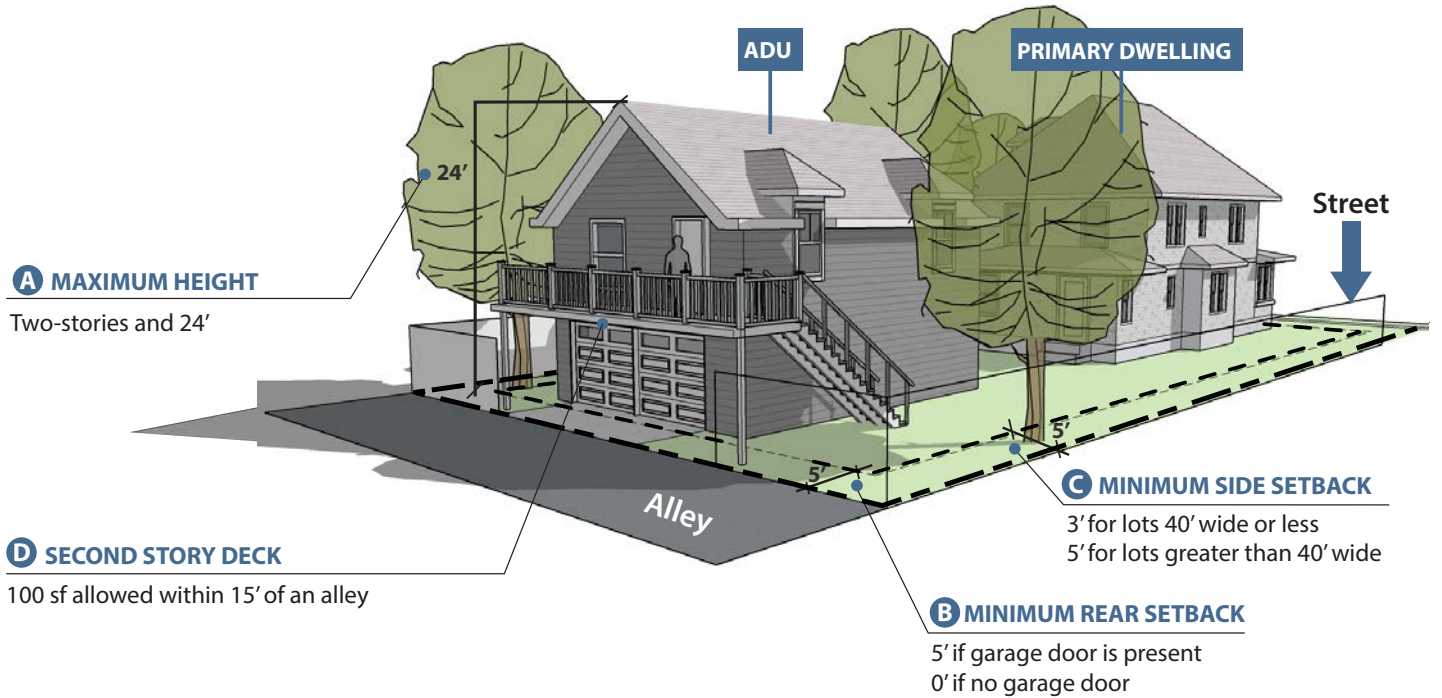 ADU
PRIMARY DWELLING
24’
Street
A MAXIMUM HEIGHT
Two-stories and 24’
5’
5’
Alley
C MINIMUM SIDE SETBACK
3’ for lots 40’ wide or less
5’ for lots greater than 40’ wide
D SECOND STORY DECK
100 sf allowed within 15’ of an alley
B MINIMUM REAR SETBACK
5’ if garage door is present
0’ if no garage door